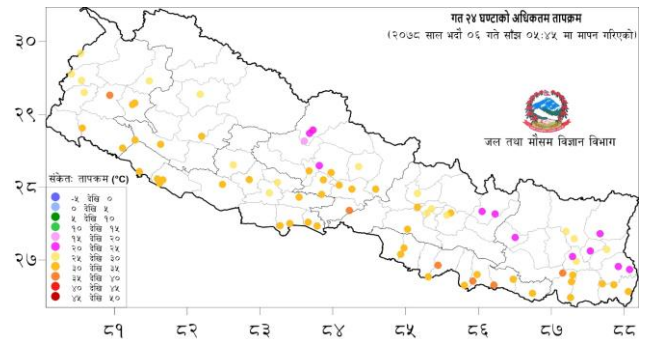 गत २४ घण्टाको अधिकतम तापक्रम
(२०७८ साल भदौ ०६ गते साँझ ०५:४५ मा मापन गरिएको)
जल तथा मौसम विज्ञान विभाग
३०
२९
२८
२७
संकेतः तापक्रम (°C)
-५ देखि ०
० देखि ५
५ देखि १०
१० देखि १५
१५ देखि २०
२० देखि २५
२५ देखि ३०
३० देखि ३५
३५ देखि ४०
४० देखि ४५
४५ देखि ५०
८१ ८२ ८३ ८४ ८५ ८६ ८७ ८८